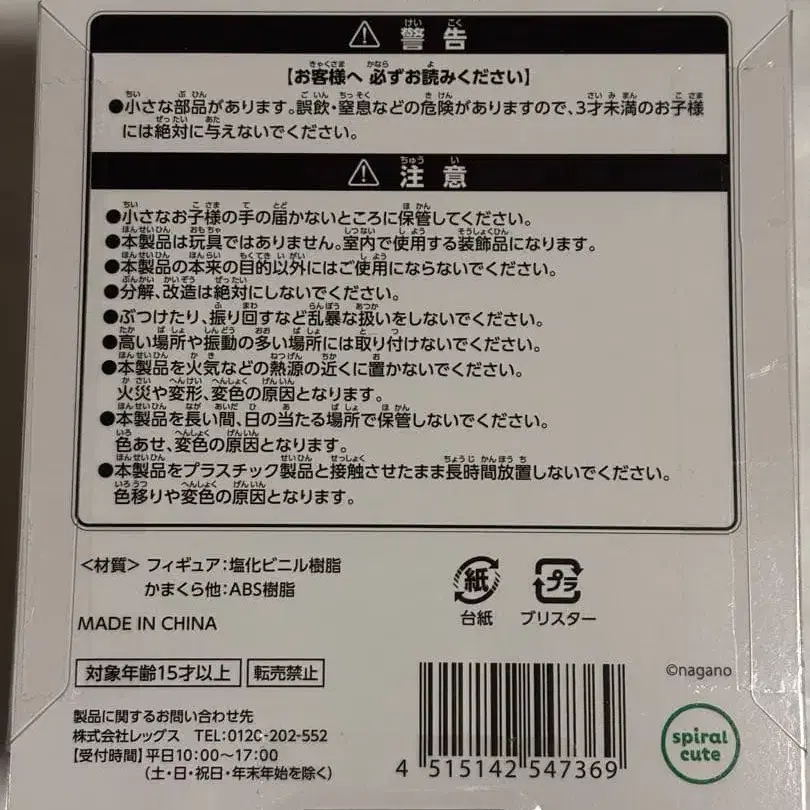 ⚠ 警告
【お客様へ 必ずお読みください】
●小さな部品があります。誤飲・窒息などの危険がありますので、3才未満のお子様
には絶対に与えないでください。
⚠ 注意
●小さなお子様の手の届かないところに保管してください。
●本製品は玩具ではありません。室内で使用する装飾品になります。
●本製品の本来の目的以外にはご使用にならないでください。
●分解、改造は絶対にしないでください。
●ぶつけたり、振り回すなど乱暴な扱いをしないでください。
●高い場所や振動の多い場所には取り付けないでください。
●本製品を火気などの熱源の近くに置かないでください。
火災や変形、変色の原因となります。
●本製品を長い間、日の当たる場所で保管しないでください。
色あせ、変色の原因となります。
●本製品をプラスチック製品と接触させたまま長時間放置しないでください。
色移りや変色の原因となります。
<材質> フィギュア:塩化ビニル樹脂
かまくら他:ABS樹脂
紙 プラ
台紙 ブリスター
MADE IN CHINA
対象年齢15才以上 転売禁止
©nagano
製品に関するお問い合わせ先
株式会社レッグス TEL:0120-202-552
【受付時間】平日10:00〜17:00
(土・日・祝日・年末年始を除く)
4 515142 547369
spiral
cute